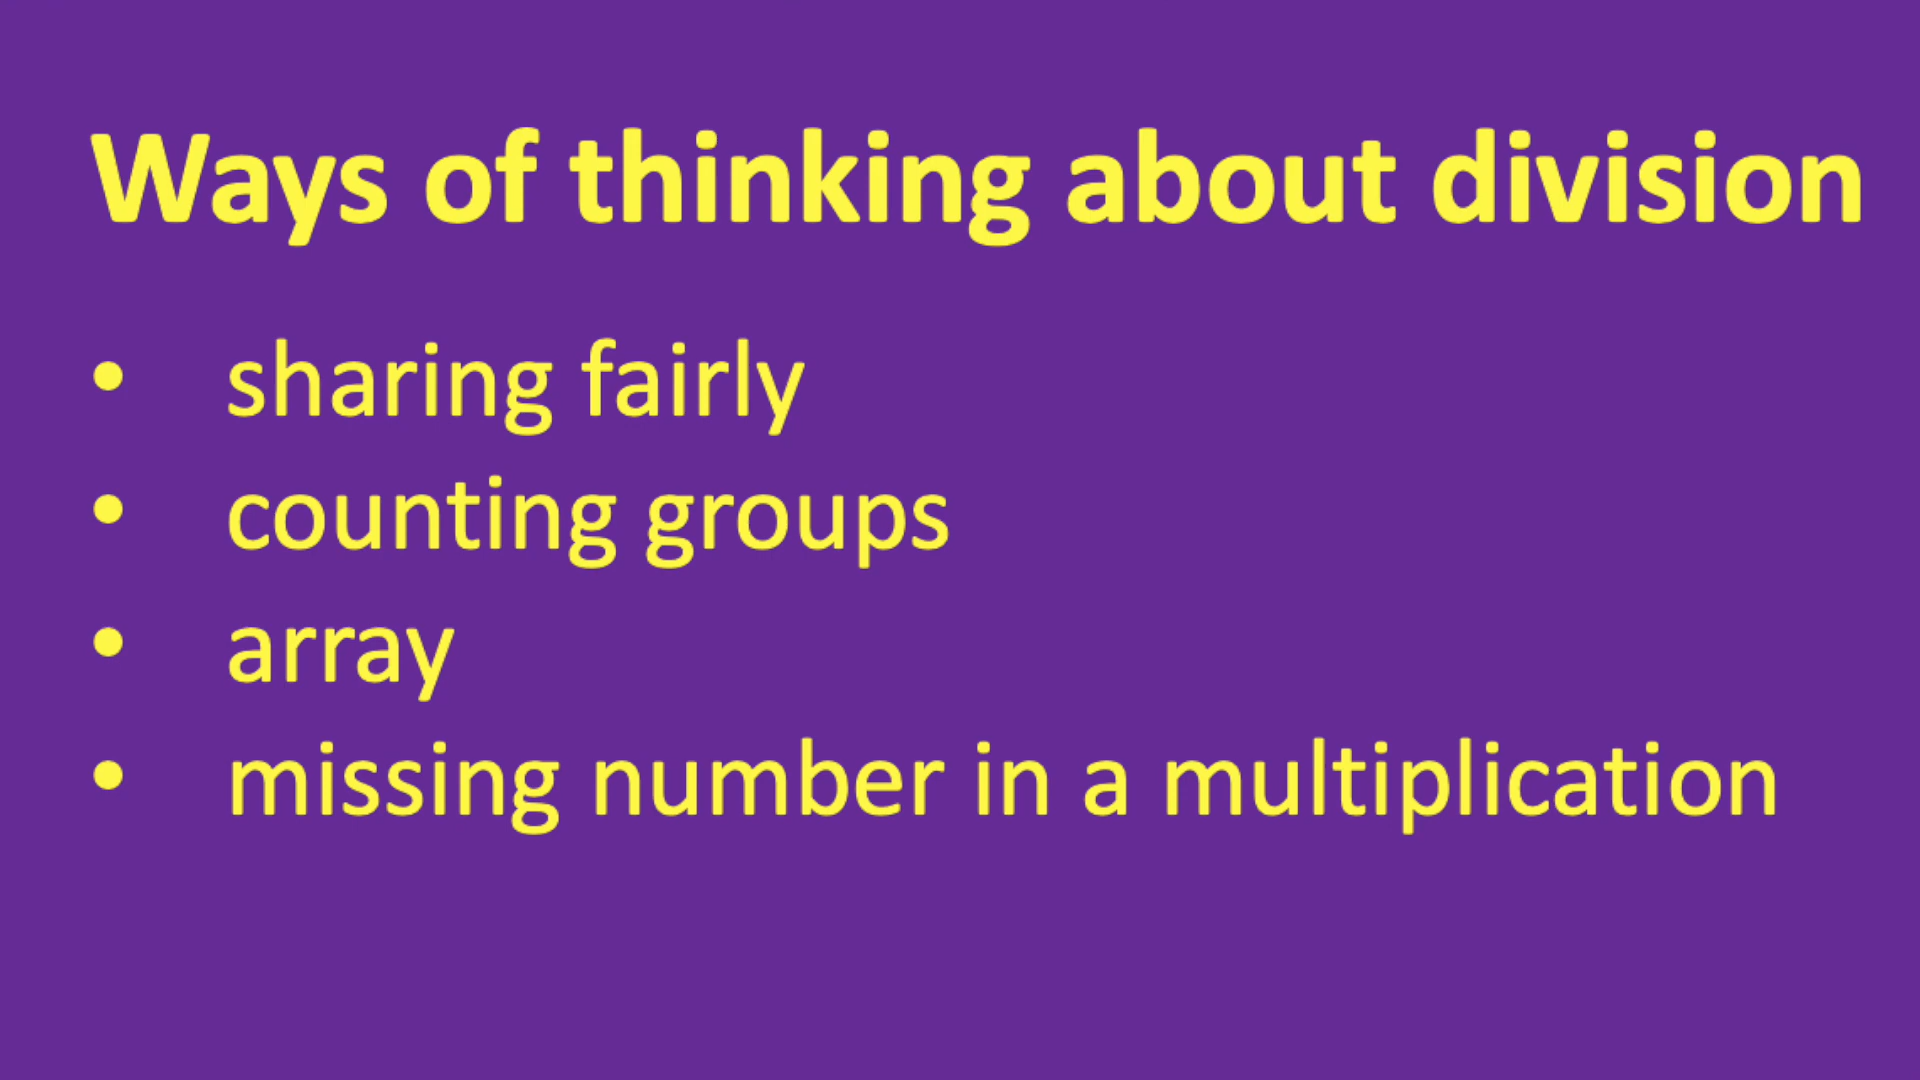 Ways of thinking about division
• sharing fairly
• counting groups
• array
• missing number in a multiplication